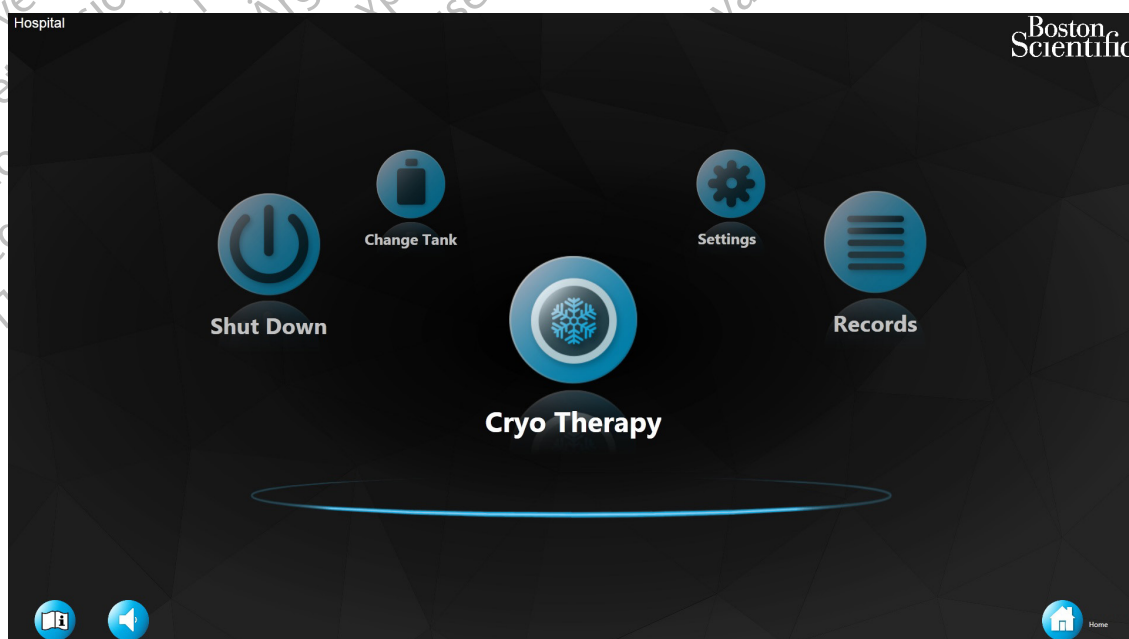 Hospital
Boston
Scientific
Change Tank
Settings
Shut Down
Records
Cryo Therapy
Home